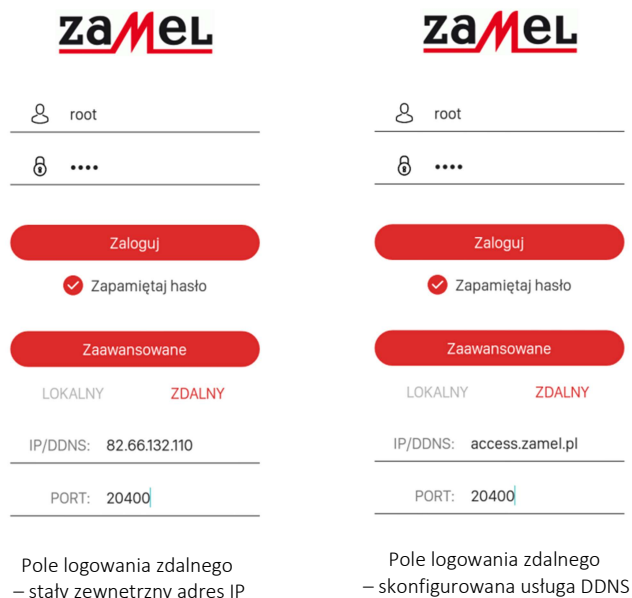 zaMeL
root
••••
Zaloguj
Zapamiętaj hasło
Zaawansowane
LOKALNY ZDALNY
IP/DDNS: 82.66.132.110
PORT: 20400
Pole logowania zdalnego
– stały zewnętrzny adres IP
zaMeL
root
••••
Zaloguj
Zapamiętaj hasło
Zaawansowane
LOKALNY ZDALNY
IP/DDNS: access.zamel.pl
PORT: 20400
Pole logowania zdalnego
– skonfigurowana usługa DDNS